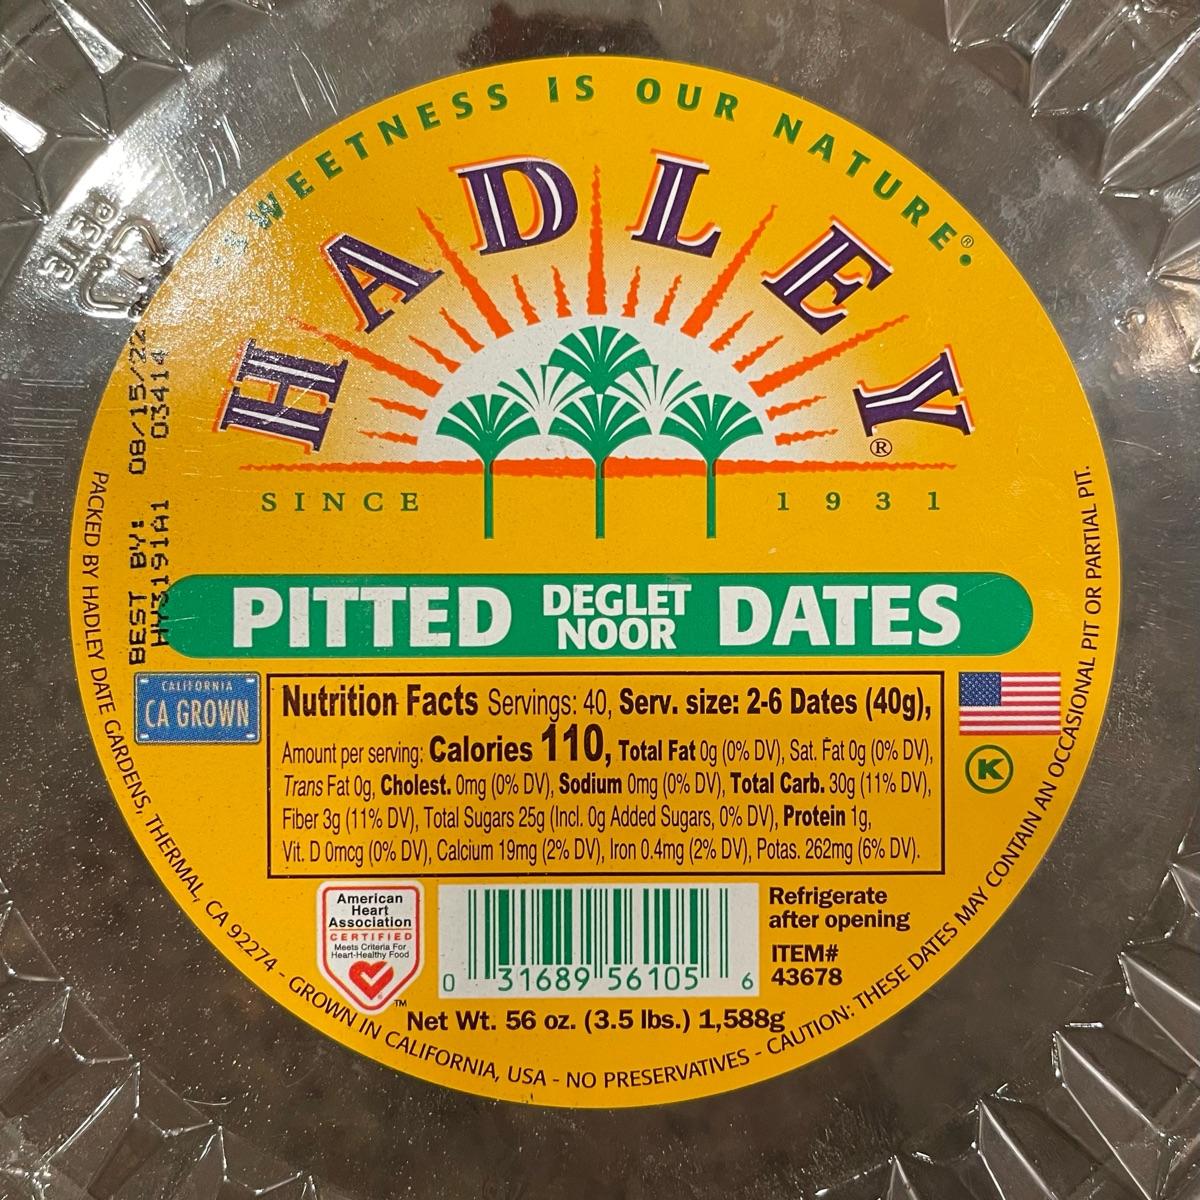 SWEETNESS IS OUR NATURE®
HADLEY®
SINCE 1931
PITTED DEGLET NOOR DATES
BEST BY: 08/15/22
HY3191A1 03414
PETE
CALIFORNIA
CA GROWN
Nutrition Facts Servings: 40, Serv. size: 2-6 Dates (40g),
Amount per serving: Calories 110, Total Fat 0g (0% DV), Sat. Fat 0g (0% DV),
Trans Fat 0g, Cholest. 0mg (0% DV), Sodium 0mg (0% DV), Total Carb. 30g (11% DV),
Fiber 3g (11% DV), Total Sugars 25g (Incl. 0g Added Sugars, 0% DV), Protein 1g,
Vit. D 0mcg (0% DV), Calcium 19mg (2% DV), Iron 0.4mg (2% DV), Potas. 262mg (6% DV).
K
American
Heart
Association
CERTIFIED
Meets Criteria For
Heart-Healthy Food
TM
0 31689 56105 6
Refrigerate
after opening
ITEM#
43678
Net Wt. 56 oz. (3.5 lbs.) 1,588g
PACKED BY HADLEY DATE GARDENS, THERMAL, CA 92274 - GROWN IN CALIFORNIA, USA - NO PRESERVATIVES - CAUTION: THESE DATES MAY CONTAIN AN OCCASIONAL PIT OR PARTIAL PIT.